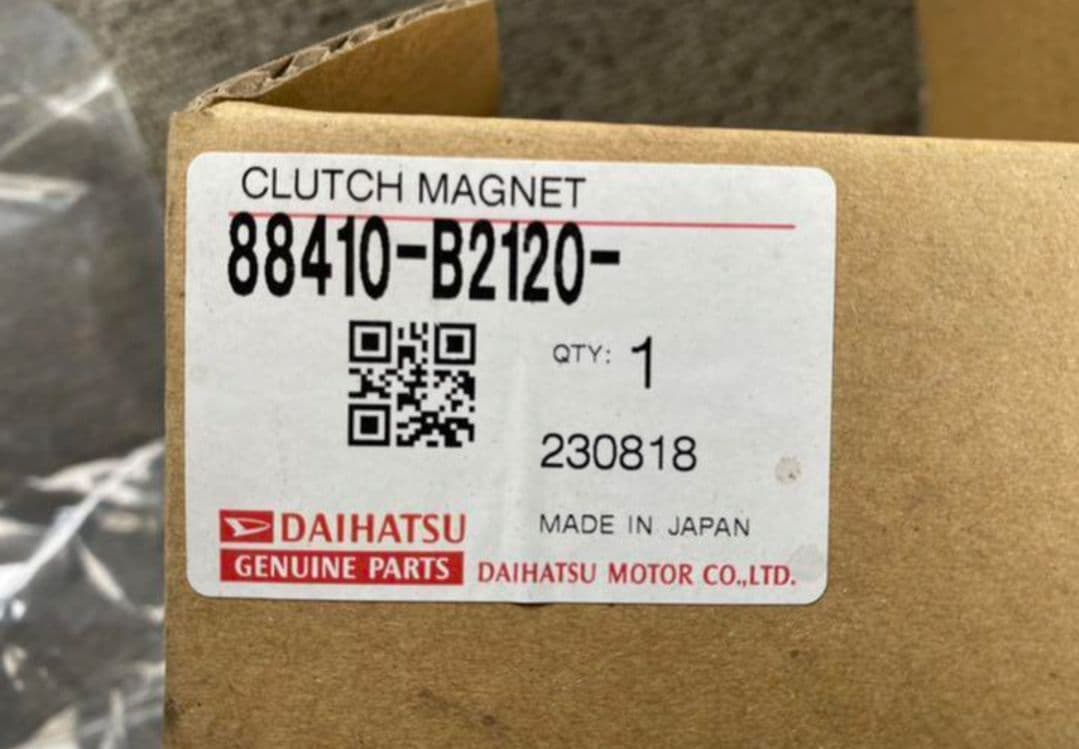 CLUTCH MAGNET
88410-B2120-
QTY: 1
230818
MADE IN JAPAN
DAIHATSU
GENUINE PARTS
DAIHATSU MOTOR CO.,LTD.